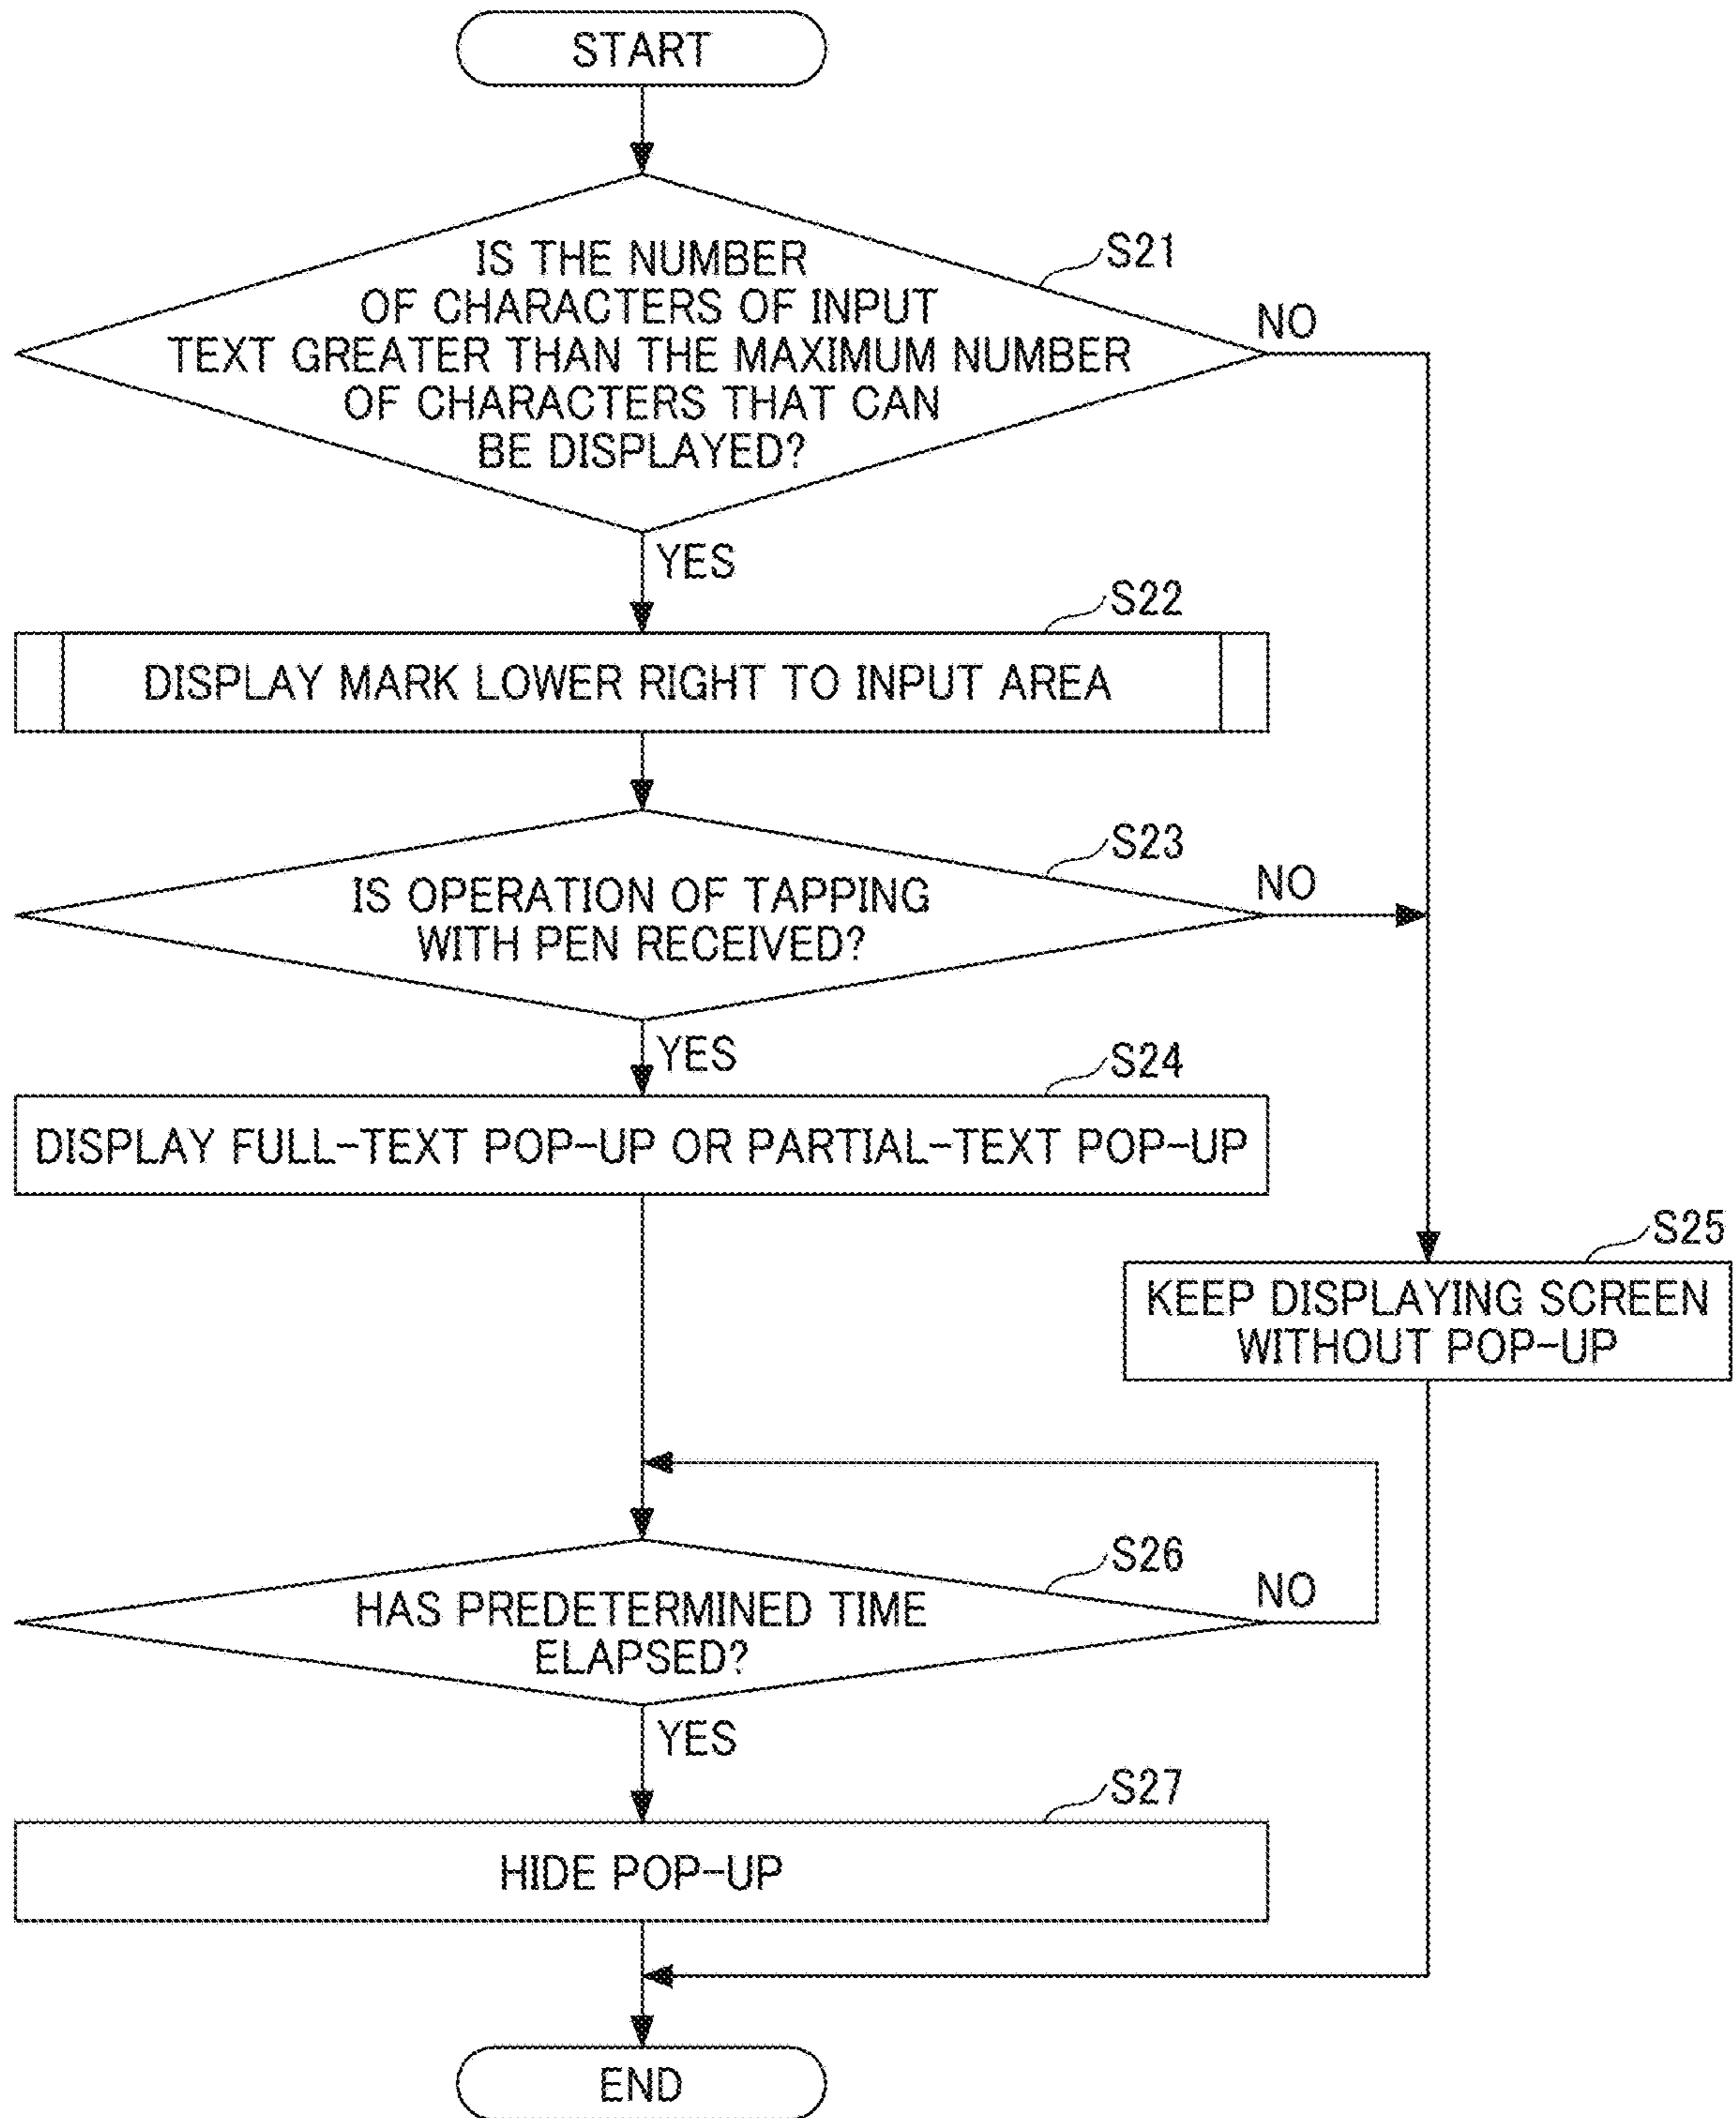 START
S21
IS THE NUMBER
OF CHARACTERS OF INPUT
TEXT GREATER THAN THE MAXIMUM NUMBER
OF CHARACTERS THAT CAN
BE DISPLAYED?
NO
YES
S22
DISPLAY MARK LOWER RIGHT TO INPUT AREA
S23
IS OPERATION OF TAPPING
WITH PEN RECEIVED?
NO
YES
S24
DISPLAY FULL-TEXT POP-UP OR PARTIAL-TEXT POP-UP
S25
KEEP DISPLAYING SCREEN
WITHOUT POP-UP
S26
HAS PREDETERMINED TIME
ELAPSED?
NO
YES
S27
HIDE POP-UP
END